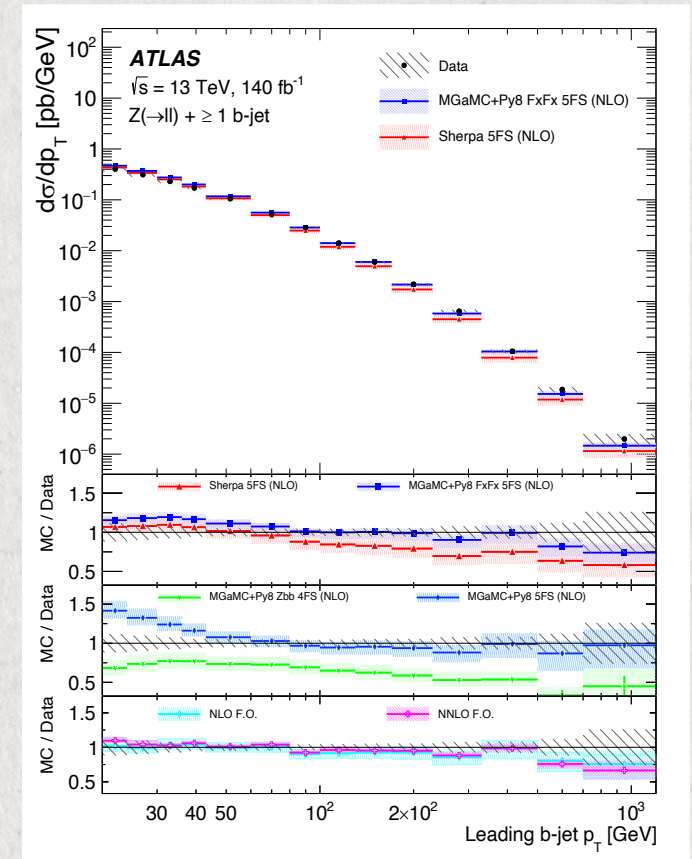 dσ/dp_T [pb/GeV]
10²
10
1
10⁻¹
10⁻²
10⁻³
10⁻⁴
10⁻⁵
10⁻⁶
ATLAS
√s = 13 TeV, 140 fb⁻¹
Z(→ll) + ≥ 1 b-jet
Data
MGaMC+Py8 FxFx 5FS (NLO)
Sherpa 5FS (NLO)
MC / Data
1.5
1
0.5
Sherpa 5FS (NLO)
MGaMC+Py8 FxFx 5FS (NLO)
MC / Data
1.5
1
0.5
MGaMC+Py8 Zbb 4FS (NLO)
MGaMC+Py8 5FS (NLO)
MC / Data
1.5
1
0.5
NLO F.O.
NNLO F.O.
30 40 50 10² 2×10² 10³
Leading b-jet p_T [GeV]